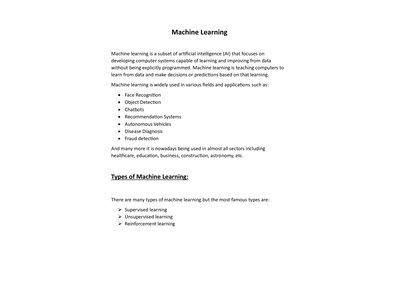 Machine Learning
Machine learning is a subset of artificial intelligence (AI) that focuses on
developing computer systems capable of learning and improving from data
without being explicitly programmed. Machine learning is teaching computers to
learn from data and make decisions or predictions based on that learning.
Machine learning is widely used in various fields and applications such as:
• Face Recognition
• Object Detection
• Chatbots
• Recommendation Systems
• Autonomous Vehicles
• Disease Diagnosis
• Fraud detection
And many more it is nowadays being used in almost all sectors including
healthcare, education, business, construction, astronomy, etc.
Types of Machine Learning:
There are many types of machine learning but the most famous types are:
➢ Supervised learning
➢ Unsupervised learning
➢ Reinforcement learning